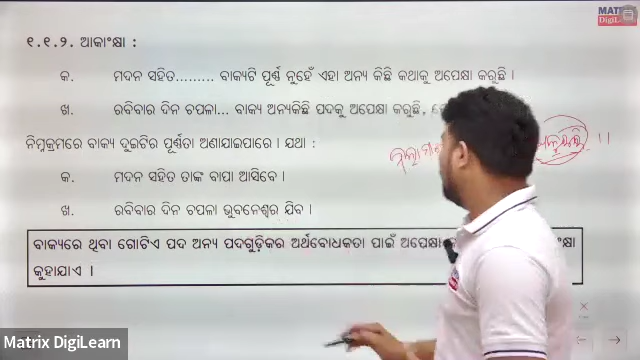 MATRIX
DigiLearn
୧.୧.୨. ଆକାଂକ୍ଷା :
କ. ମଦନ ସହିତ......... ବାକ୍ୟଟି ପୂର୍ଣ୍ଣ ନୁହେଁ ଏହା ଅନ୍ୟ କିଛି କଥାକୁ ଅପେକ୍ଷା କରୁଛି ।
ଖ. ରବିବାର ଦିନ ଚପଳା... ବାକ୍ୟ ଅନ୍ୟକିଛି ପଦକୁ ଅପେକ୍ଷା କରୁଛି,
ନିମ୍ନକ୍ରମରେ ବାକ୍ୟ ଦୁଇଟିର ପୂର୍ଣ୍ଣତା ଅଣାଯାଇପାରେ । ଯଥା :
କ. ମଦନ ସହିତ ତାଙ୍କ ବାପା ଆସିବେ ।
ଖ. ରବିବାର ଦିନ ଚପଳା ଭୁବନେଶ୍ୱର ଯିବ ।
ବାକ୍ୟରେ ଥିବା ଗୋଟିଏ ପଦ ଅନ୍ୟ ପଦଗୁଡ଼ିକର ଅର୍ଥବୋଧକତା ପାଇଁ
କୁହାଯାଏ ।
Matrix DigiLearn